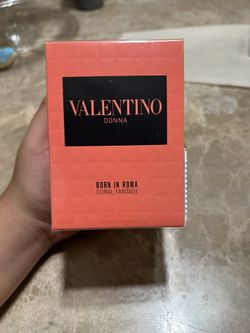 VALENTINO
DONNA
BORN IN ROMA
CORAL FANTASY